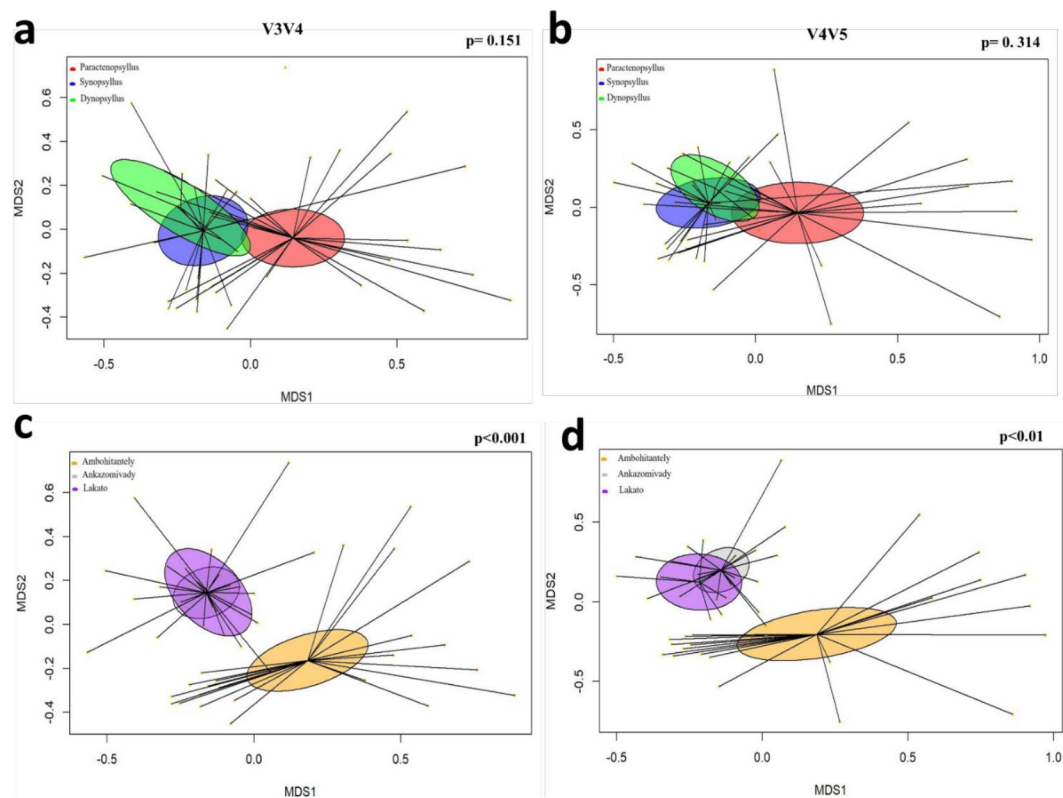 a
V3V4
p= 0.151
Paractenopsyllus
Synopsyllus
Dynopsyllus
MDS2
0.6
0.4
0.2
0.0
-0.2
-0.4
-0.5
0.0
0.5
MDS1
b
V4V5
p= 0. 314
Paractenopsyllus
Synopsyllus
Dynopsyllus
MDS2
0.5
0.0
-0.5
-0.5
0.0
0.5
1.0
MDS1
c
p<0.001
Ambohitantely
Ankazomivady
Lakato
MDS2
0.6
0.4
0.2
0.0
-0.2
-0.4
-0.5
0.0
0.5
MDS1
d
p<0.01
Ambohitantely
Ankazomivady
Lakato
MDS2
0.5
0.0
-0.5
-0.5
0.0
0.5
1.0
MDS1